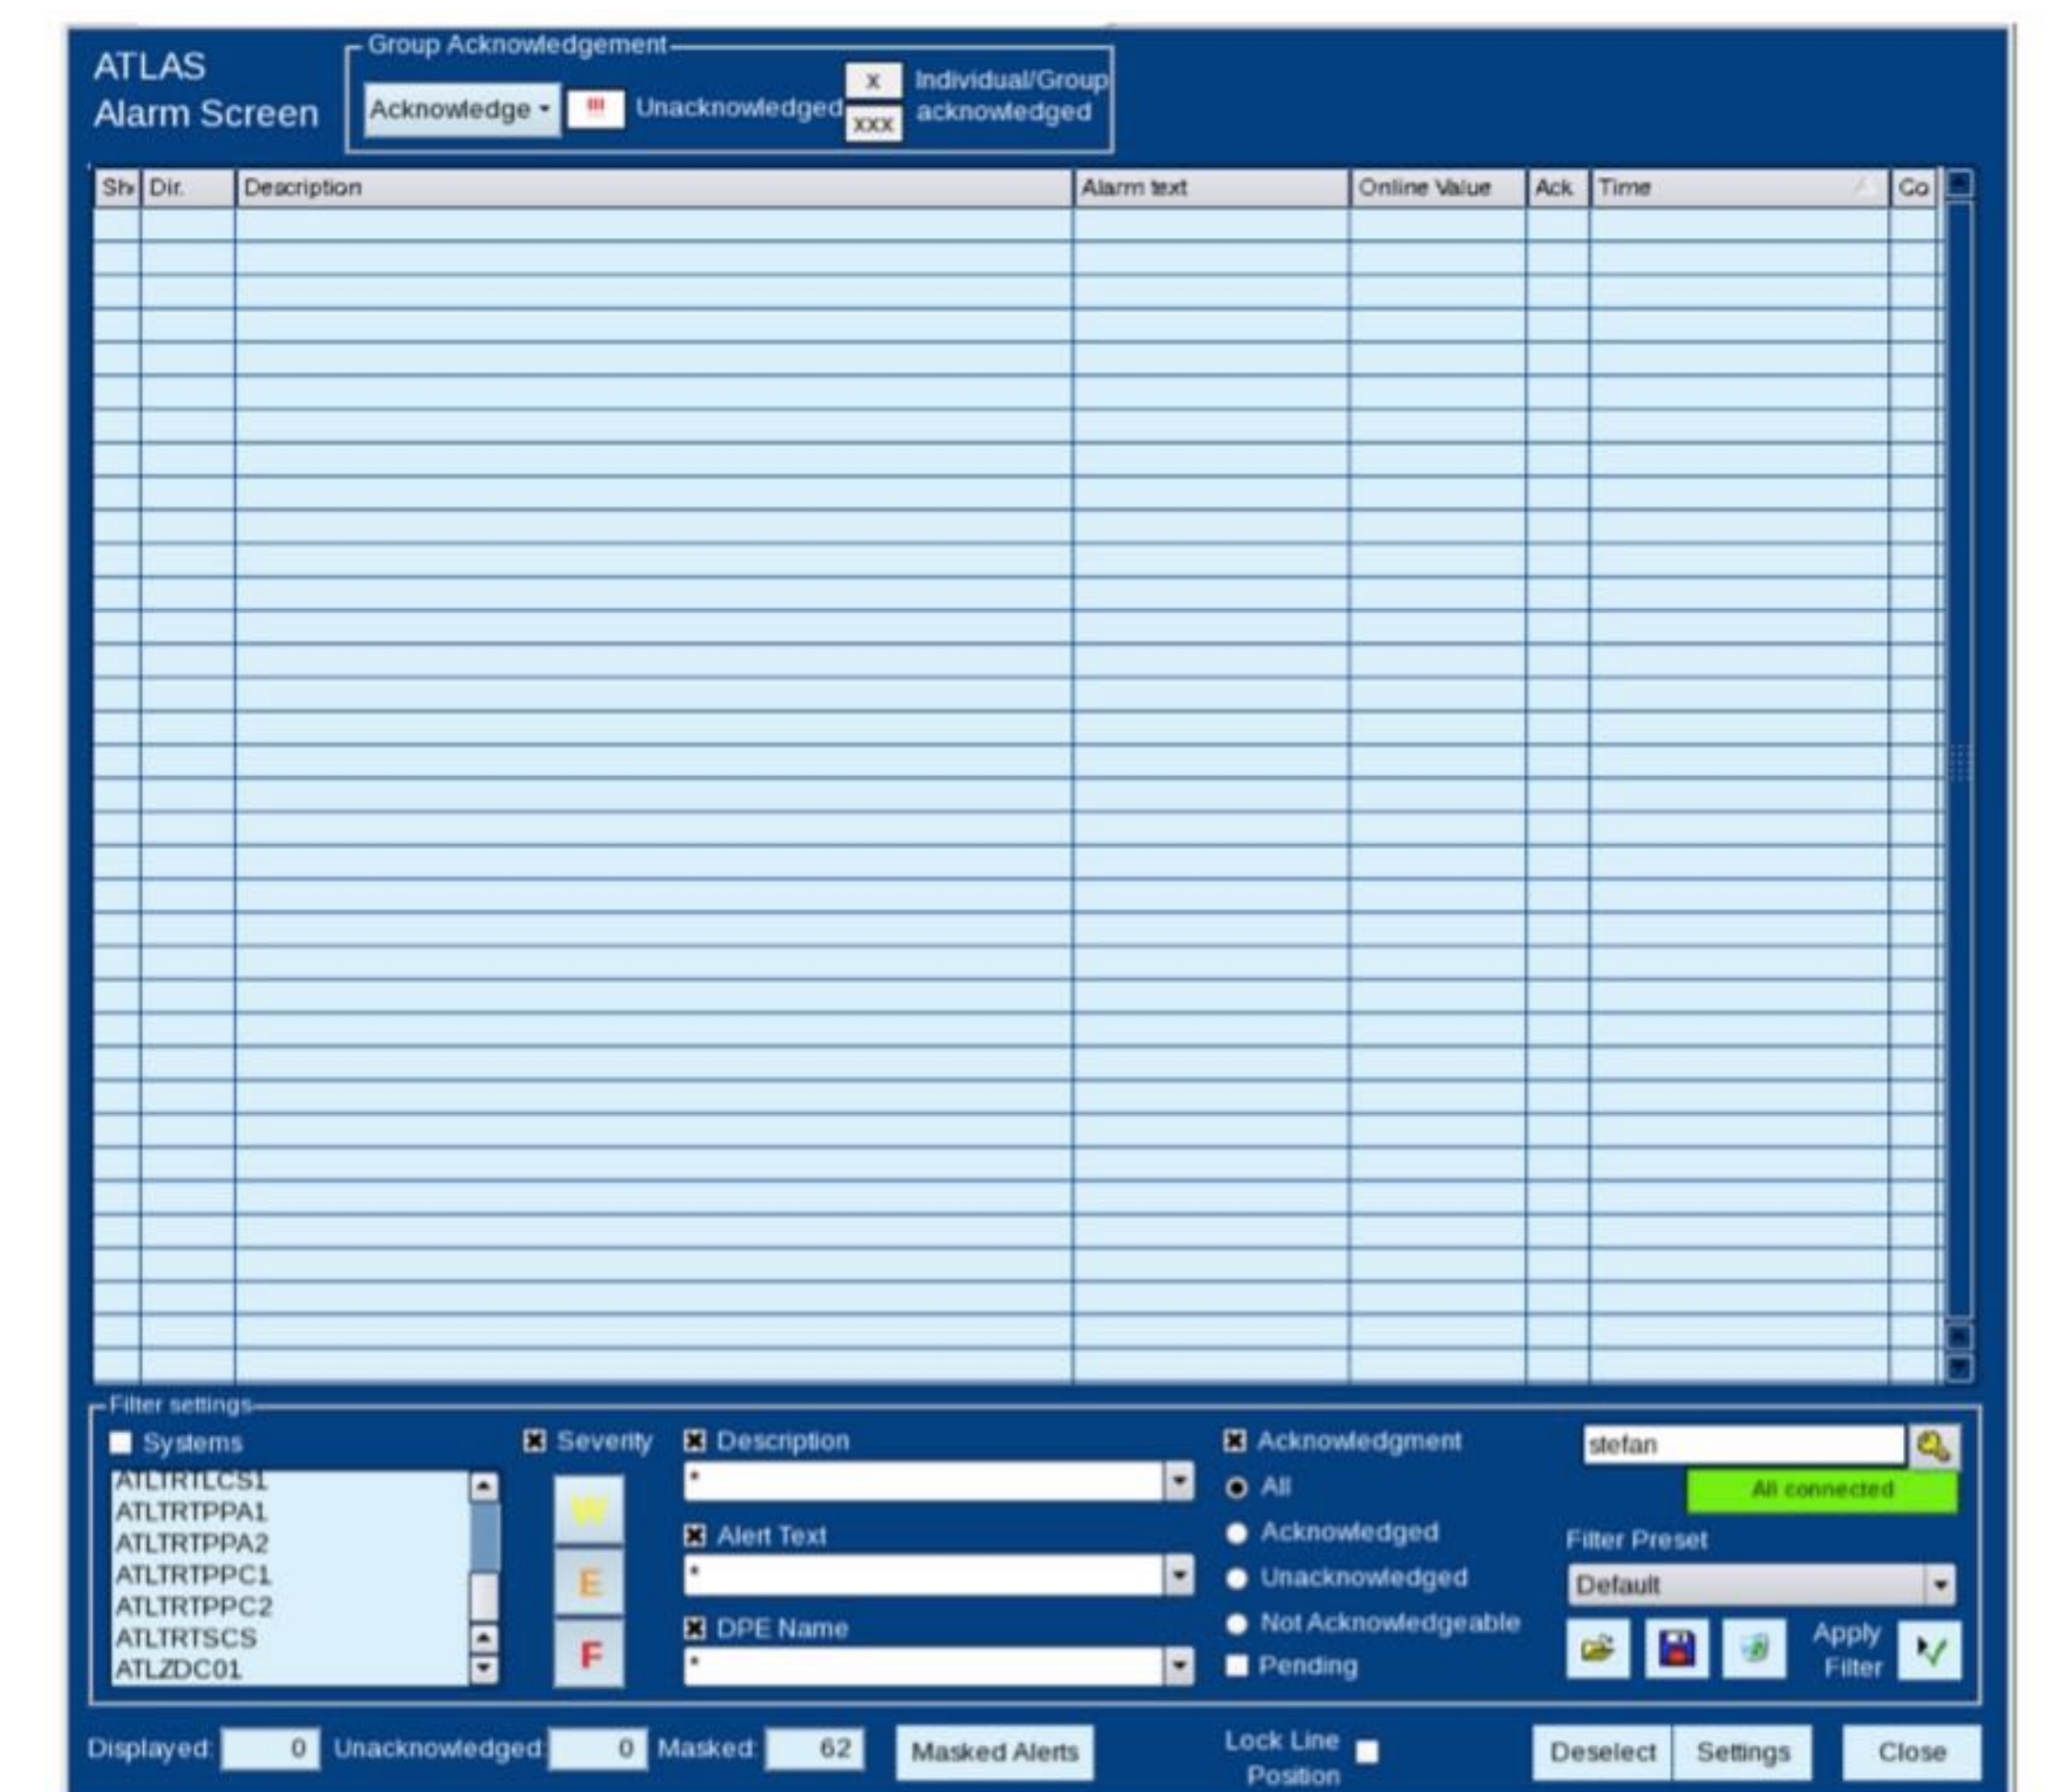 ATLAS
Alarm Screen
Group Acknowledgement
Acknowledge
!!!
Unacknowledged
x
xxx
Individual/Group
acknowledged
Dir.
Description
Alarm text
Online Value
Ack
Time
Filter settings
Systems
ATLTRTLCS1
ATLTRTPPA1
ATLTRTPPA2
ATLTRTPPC1
ATLTRTPPC2
ATLTRTSCS
ATLZDC01
Severity
W
E
F
Description
*
Alert Text
*
DPE Name
*
Acknowledgment
All
Acknowledged
Unacknowledged
Not Acknowledgeable
Pending
stefan
All connected
Filter Preset
Default
Apply
Filter
Displayed: 0 Unacknowledged: 0 Masked: 62
Masked Alerts
Lock Line
Position
Deselect
Settings
Close